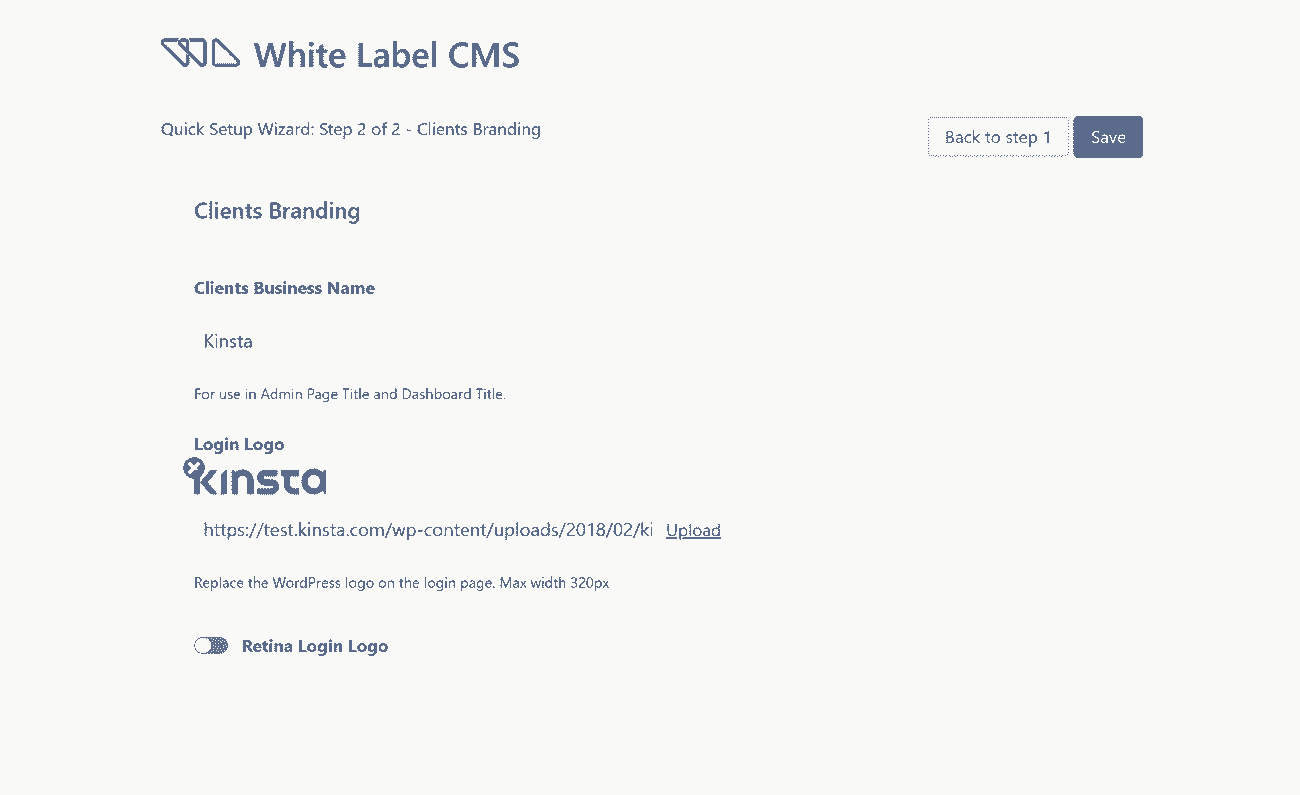 White Label CMS
Quick Setup Wizard: Step 2 of 2 - Clients Branding
Back to step 1
Save
Clients Branding
Clients Business Name
Kinsta
For use in Admin Page Title and Dashboard Title.
Login Logo
kinsta
https://test.kinsta.com/wp-content/uploads/2018/02/ki Upload
Replace the WordPress logo on the login page. Max width 320px
Retina Login Logo